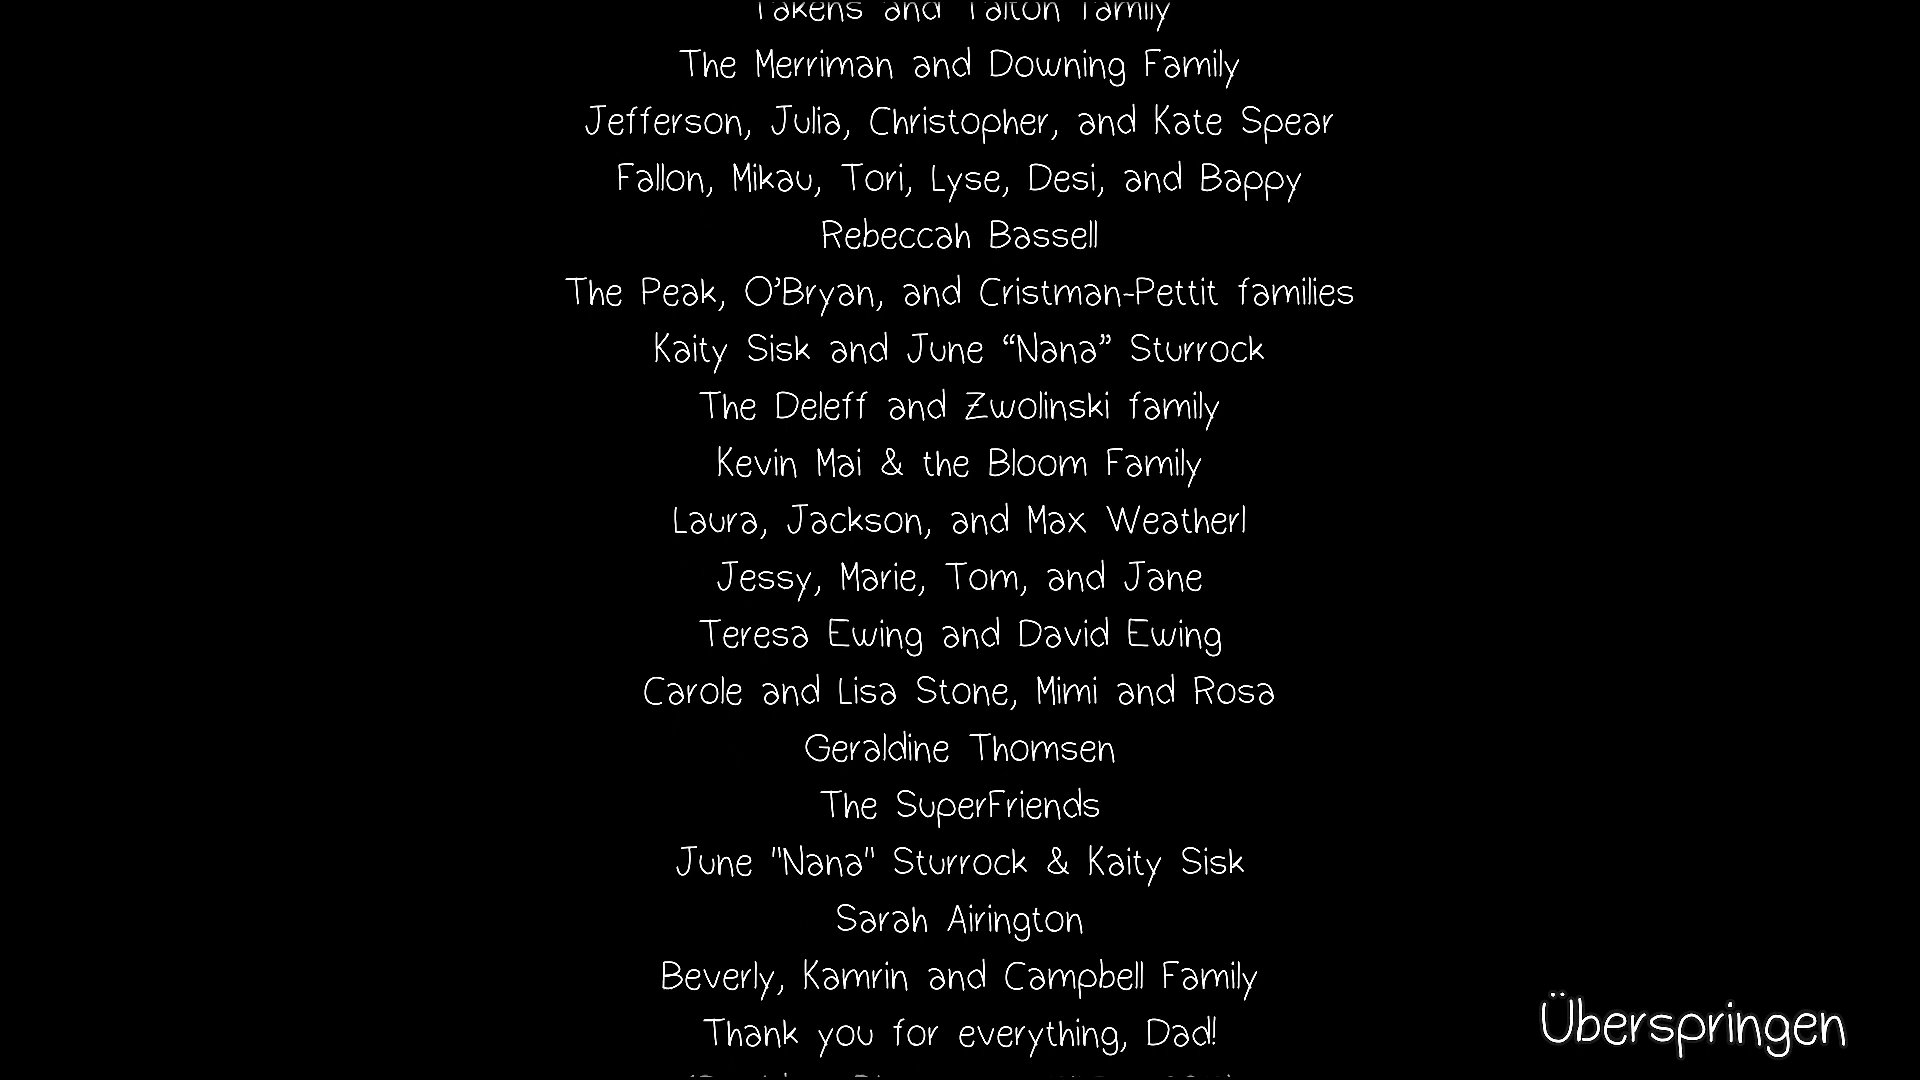 Takens and Talton Family
The Merriman and Downing Family
Jefferson, Julia, Christopher, and Kate Spear
Fallon, Mikau, Tori, Lyse, Desi, and Bappy
Rebeccah Bassell
The Peak, O’Bryan, and Cristman-Pettit families
Kaity Sisk and June “Nana” Sturrock
The Deleff and Zwolinski family
Kevin Mai & the Bloom Family
Laura, Jackson, and Max Weatherl
Jessy, Marie, Tom, and Jane
Teresa Ewing and David Ewing
Carole and Lisa Stone, Mimi and Rosa
Geraldine Thomsen
The SuperFriends
June "Nana" Sturrock & Kaity Sisk
Sarah Airington
Beverly, Kamrin and Campbell Family
Thank you for everything, Dad!
Überspringen